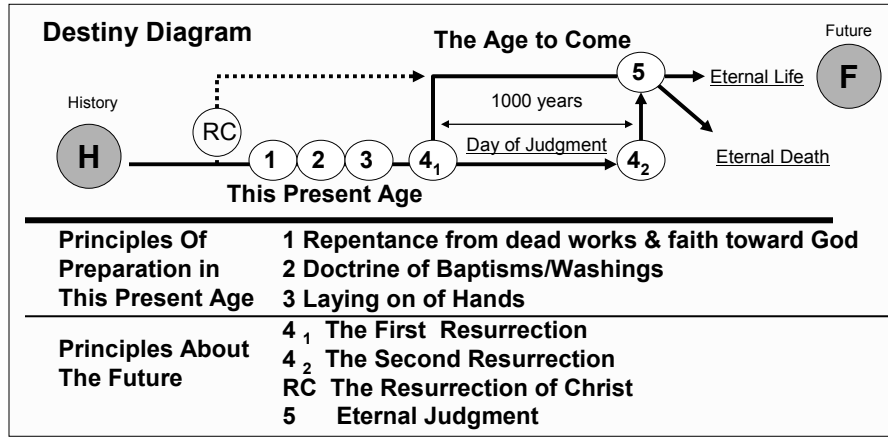 Destiny Diagram
The Age to Come
Future
F
History
H
RC
5
Eternal Life
1000 years
1 2 3 4₁ Day of Judgment 4₂
Eternal Death
This Present Age
Principles Of
Preparation in
This Present Age
1 Repentance from dead works & faith toward God
2 Doctrine of Baptisms/Washings
3 Laying on of Hands
Principles About
The Future
4 ₁ The First Resurrection
4 ₂ The Second Resurrection
RC The Resurrection of Christ
5 Eternal Judgment